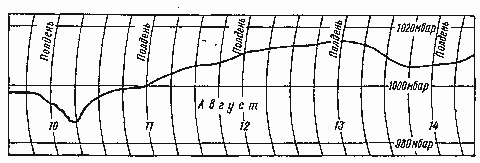 1020мбар
Полдень
Полдень
Полдень
Полдень
Полдень
1000мбар
Август
10
11
12
13
14
980мбар